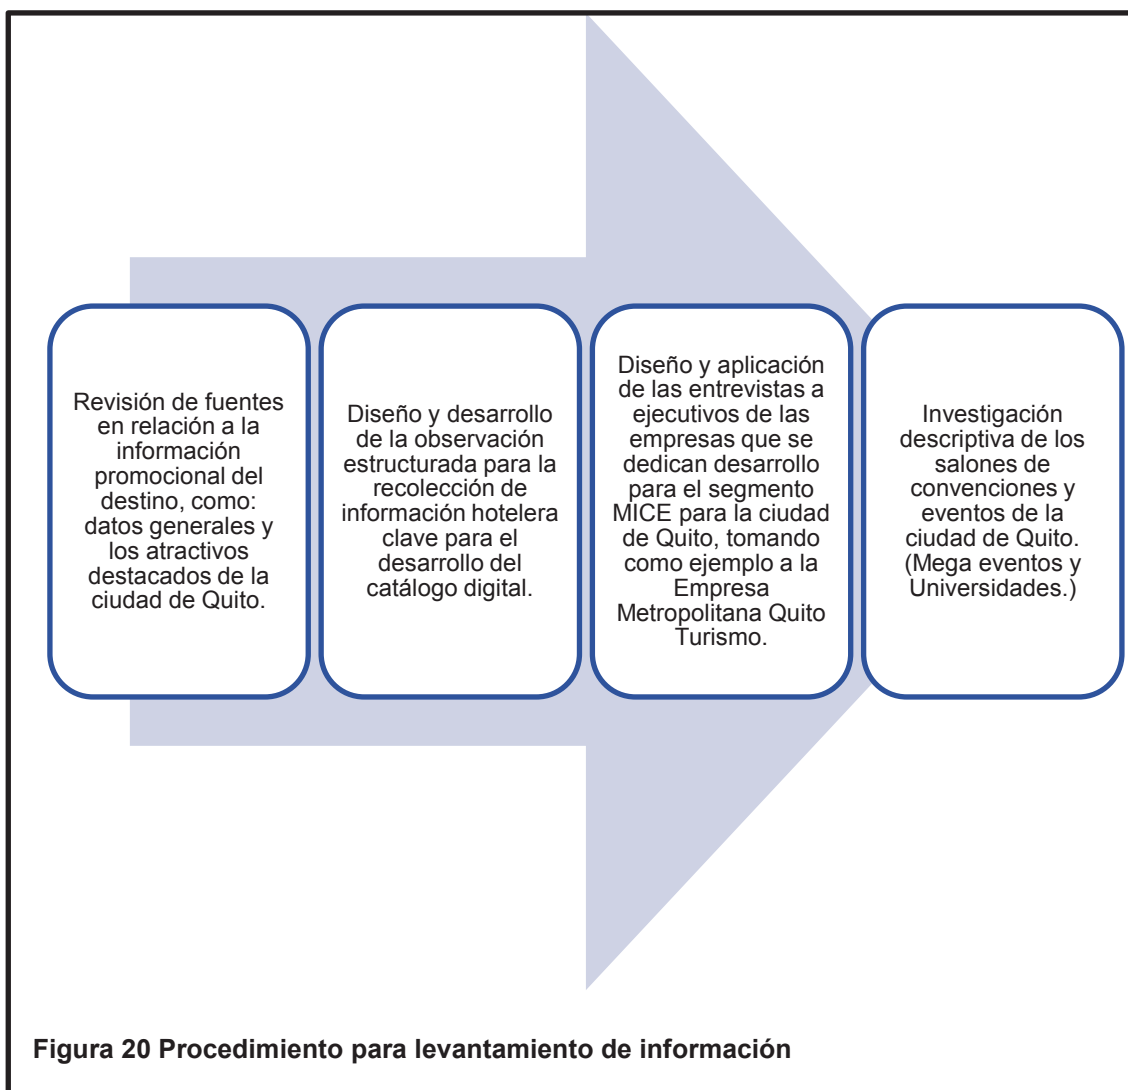 Revisión de fuentes
en relación a la
información
promocional del
destino, como:
datos generales y
los atractivos
destacados de la
ciudad de Quito.
Diseño y desarrollo
de la observación
estructurada para la
recolección de
información hotelera
clave para el
desarrollo del
catálogo digital.
Diseño y aplicación
de las entrevistas a
ejecutivos de las
empresas que se
dedican desarrollo
para el segmento
MICE para la ciudad
de Quito, tomando
como ejemplo a la
Empresa
Metropolitana Quito
Turismo.
Investigación
descriptiva de los
salones de
convenciones y
eventos de la
ciudad de Quito.
(Mega eventos y
Universidades.)
Figura 20 Procedimiento para levantamiento de información